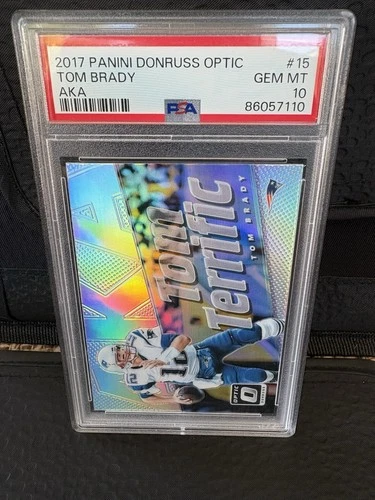 2017 PANINI DONRUSS OPTIC #15
TOM BRADY GEM MT
AKA 10
PSA 86057110
Tom
Terrific
TOM BRADY
12
12
OPTIC